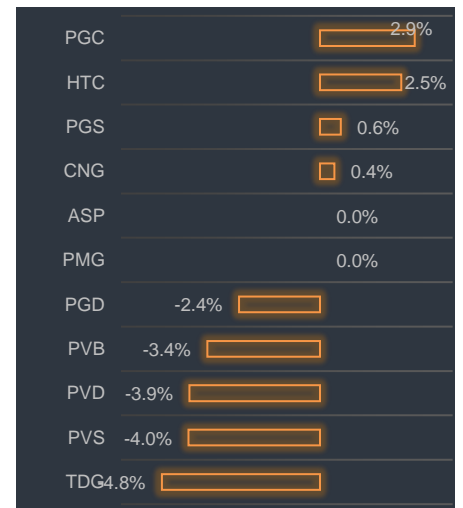 PGC 2.9%
HTC 2.5%
PGS 0.6%
CNG 0.4%
ASP 0.0%
PMG 0.0%
PGD -2.4%
PVB -3.4%
PVD -3.9%
PVS -4.0%
TDG -4.8%